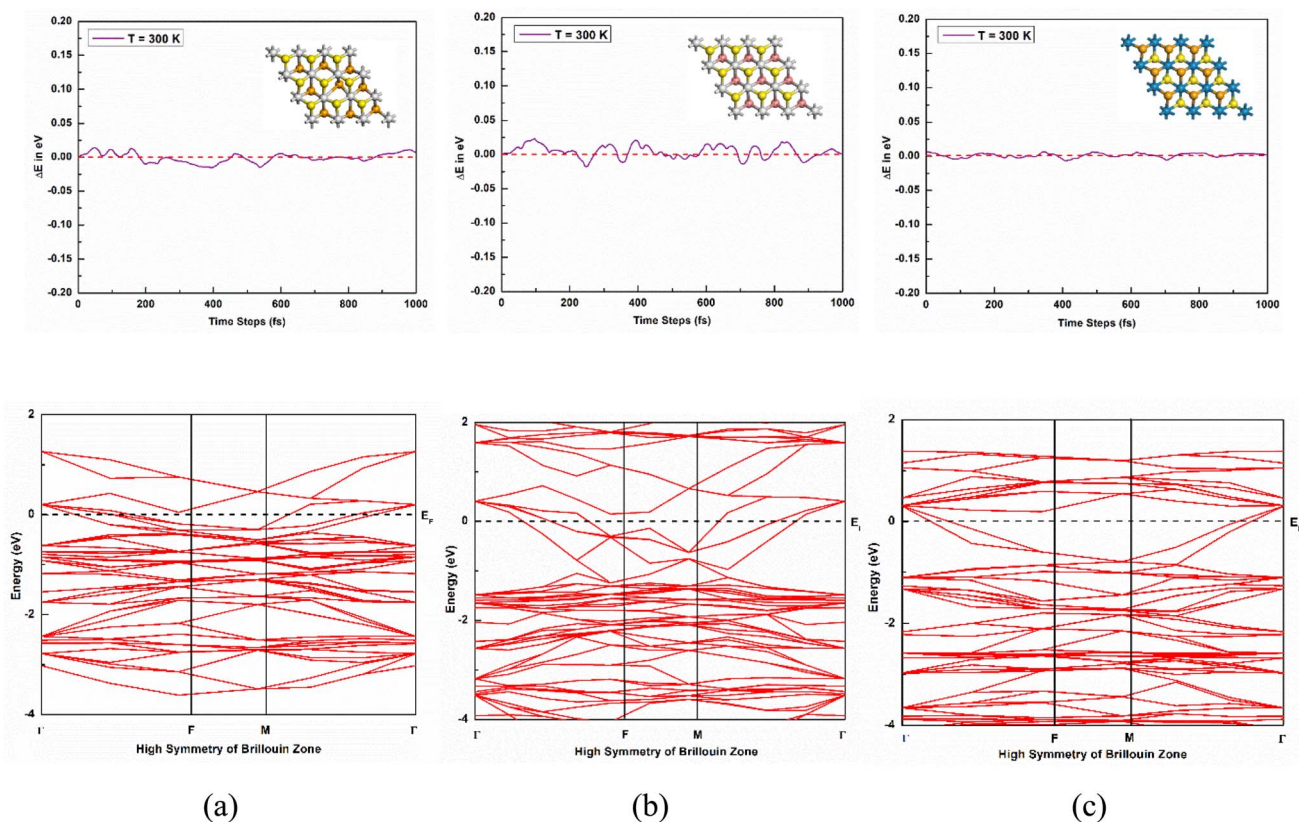 0.20
0.15
0.10
0.05
0.00
-0.05
-0.10
-0.15
-0.20
ΔE in eV
T = 300 K
0 200 400 600 800 1000
Time Steps (fs)
0.20
0.15
0.10
0.05
0.00
-0.05
-0.10
-0.15
-0.20
ΔE in eV
T = 300 K
0 200 400 600 800 1000
Time Steps (fs)
0.20
0.15
0.10
0.05
0.00
-0.05
-0.10
-0.15
-0.20
ΔE in eV
T = 300 K
0 200 400 600 800 1000
Time Steps (fs)
2
0
-2
-4
Energy (eV)
E_F
Γ F M Γ
High Symmetry of Brillouin Zone
2
0
-2
-4
Energy (eV)
Γ F M Γ
High Symmetry of Brillouin Zone
2
0
-2
-4
Energy (eV)
Γ F M Γ
High Symmetry of Brillouin Zone
(a) (b) (c)